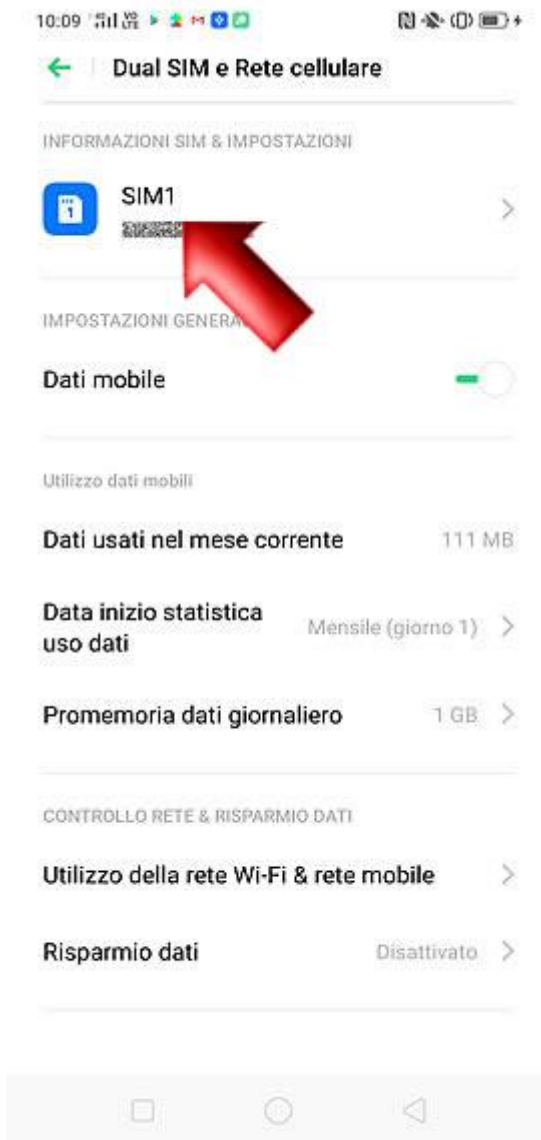 10:09
Dual SIM e Rete cellulare
INFORMAZIONI SIM & IMPOSTAZIONI
1
SIM1
IMPOSTAZIONI
Dati mobile
Utilizzo dati mobili
Dati usati nel mese corrente 111 MB
Data inizio statistica
uso dati Mensile (giorno 1)
Promemoria dati giornaliero 1 GB
CONTROLLO RETE & RISPARMIO DATI
Utilizzo della rete Wi-Fi & rete mobile
Risparmio dati Disattivato